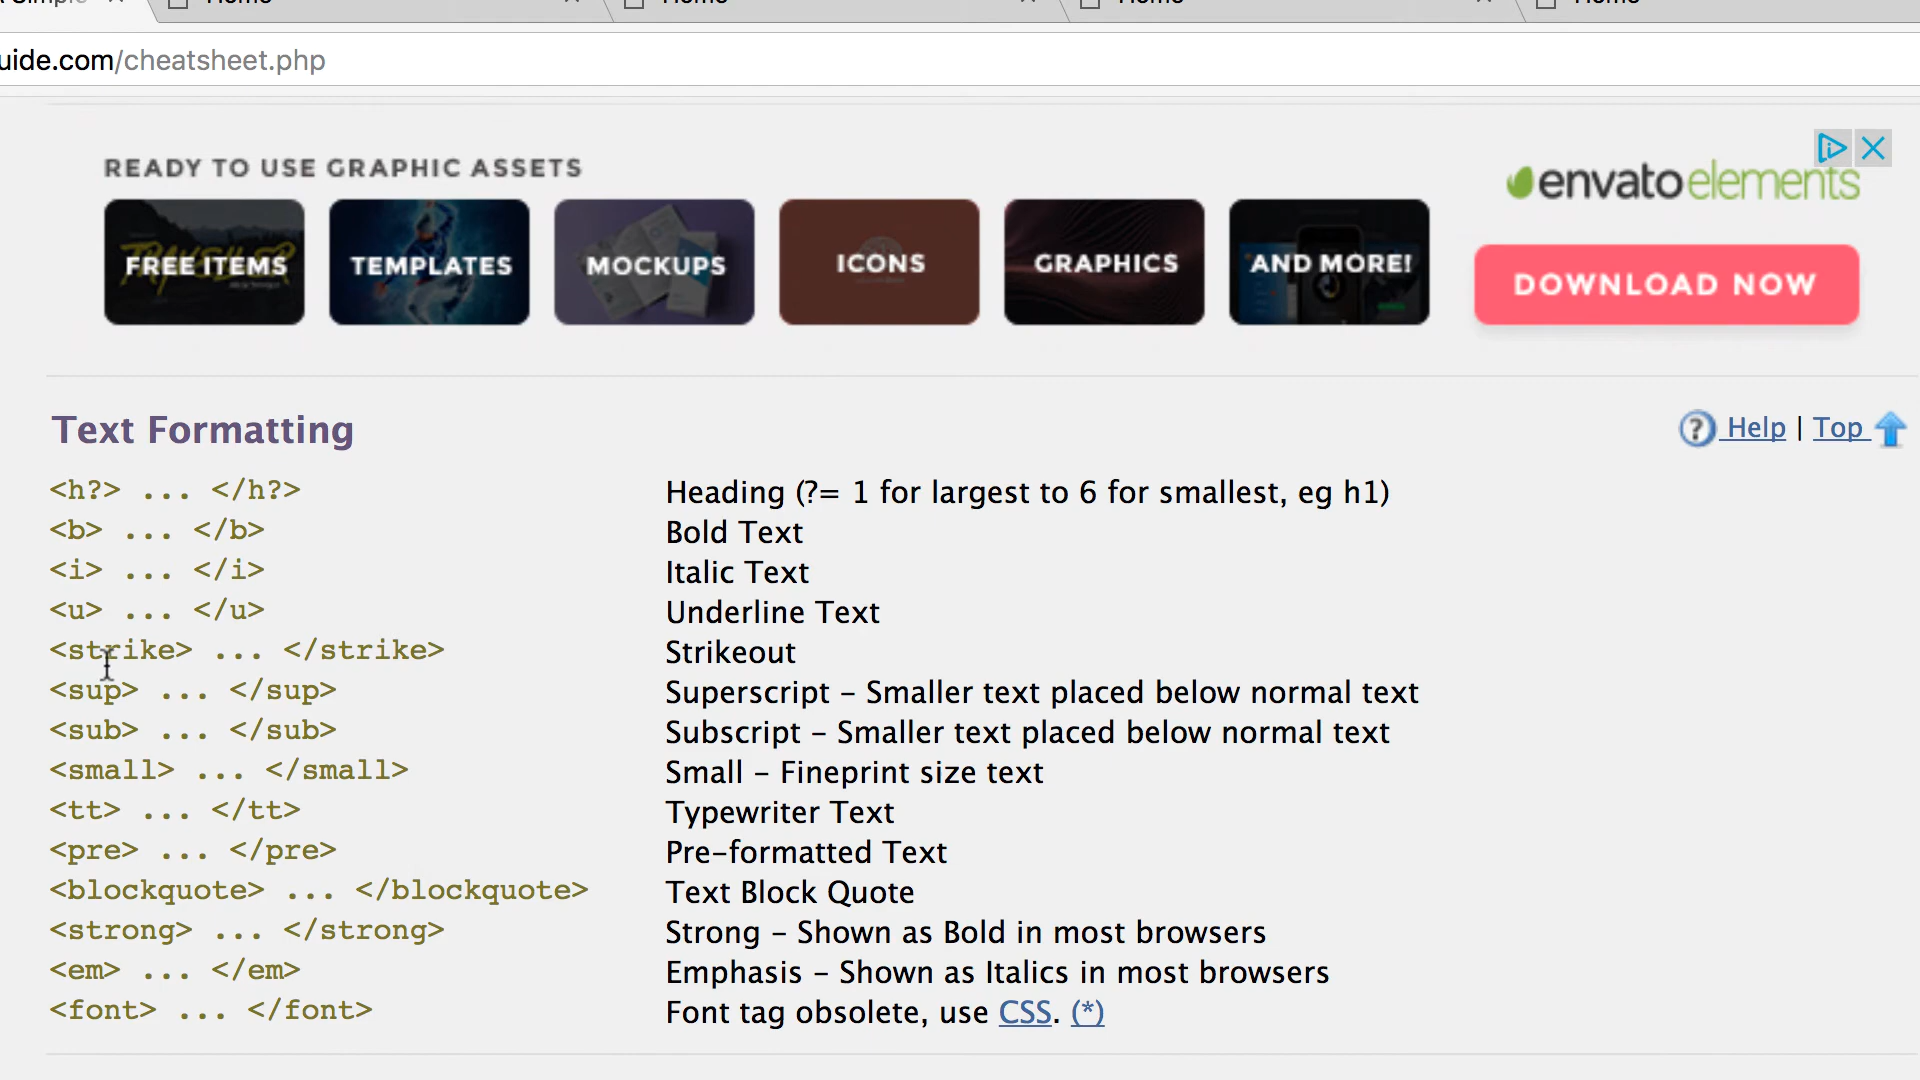 Home
Home
Home
Home
uide.com/cheatsheet.php
READY TO USE GRAPHIC ASSETS
FREE ITEMS
TEMPLATES
MOCKUPS
ICONS
GRAPHICS
AND MORE!
envatoelements
DOWNLOAD NOW
Text Formatting
Help | Top
<h?> ... </h?> Heading (?= 1 for largest to 6 for smallest, eg h1)
<b> ... </b> Bold Text
<i> ... </i> Italic Text
<u> ... </u> Underline Text
<strike> ... </strike> Strikeout
<sup> ... </sup> Superscript - Smaller text placed below normal text
<sub> ... </sub> Subscript - Smaller text placed below normal text
<small> ... </small> Small - Fineprint size text
<tt> ... </tt> Typewriter Text
<pre> ... </pre> Pre-formatted Text
<blockquote> ... </blockquote> Text Block Quote
<strong> ... </strong> Strong - Shown as Bold in most browsers
<em> ... </em> Emphasis - Shown as Italics in most browsers
<font> ... </font> Font tag obsolete, use CSS. (*)